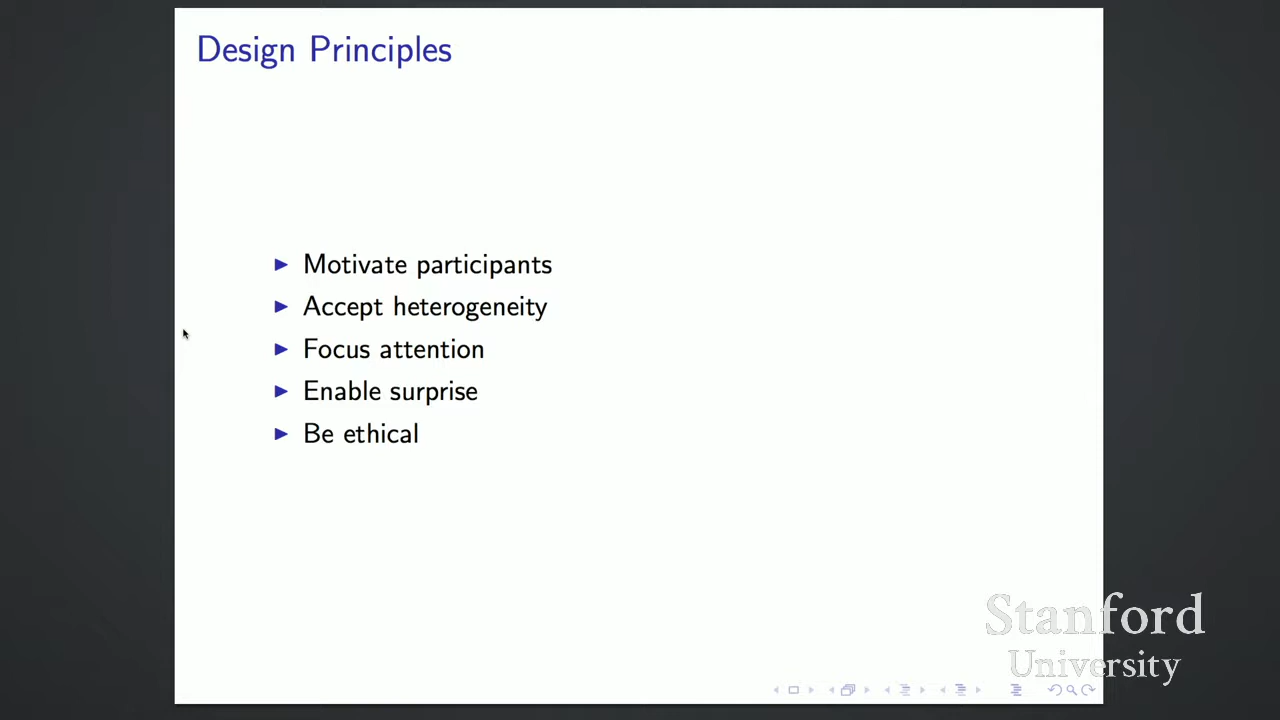 Design Principles
Motivate participants
Accept heterogeneity
Focus attention
Enable surprise
Be ethical
Stanford
University